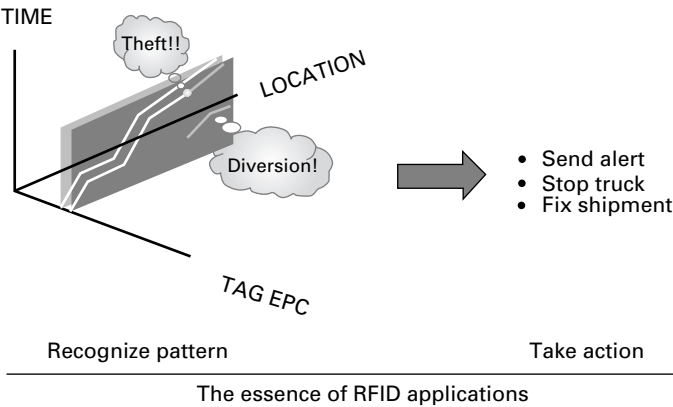 TIME
Theft!!
LOCATION
Diversion!
• Send alert
• Stop truck
• Fix shipment
TAG EPC
Recognize pattern
Take action
The essence of RFID applications